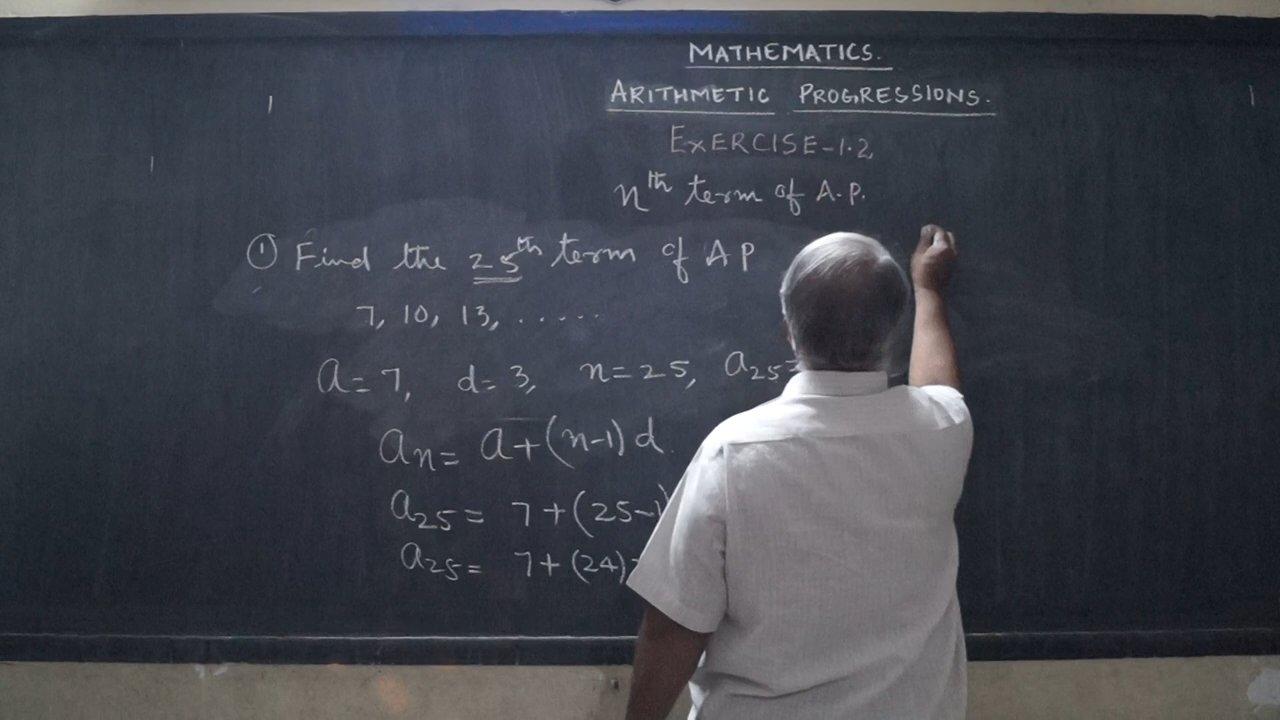 MATHEMATICS.
ARITHMETIC PROGRESSIONS.
EXERCISE-1.2
nth term of A.P.
① Find the 25th term of AP
7, 10, 13, ......
a=7, d=3, n=25, a25=
an= a+(n-1)d
a25= 7+(25-1)
a25= 7+(24)